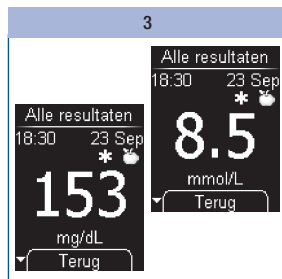 3
Alle resultaten
18:30 23 Sep
*
153
mg/dL
Terug
Alle resultaten
18:30 23 Sep
*
8.5
mmol/L
Terug